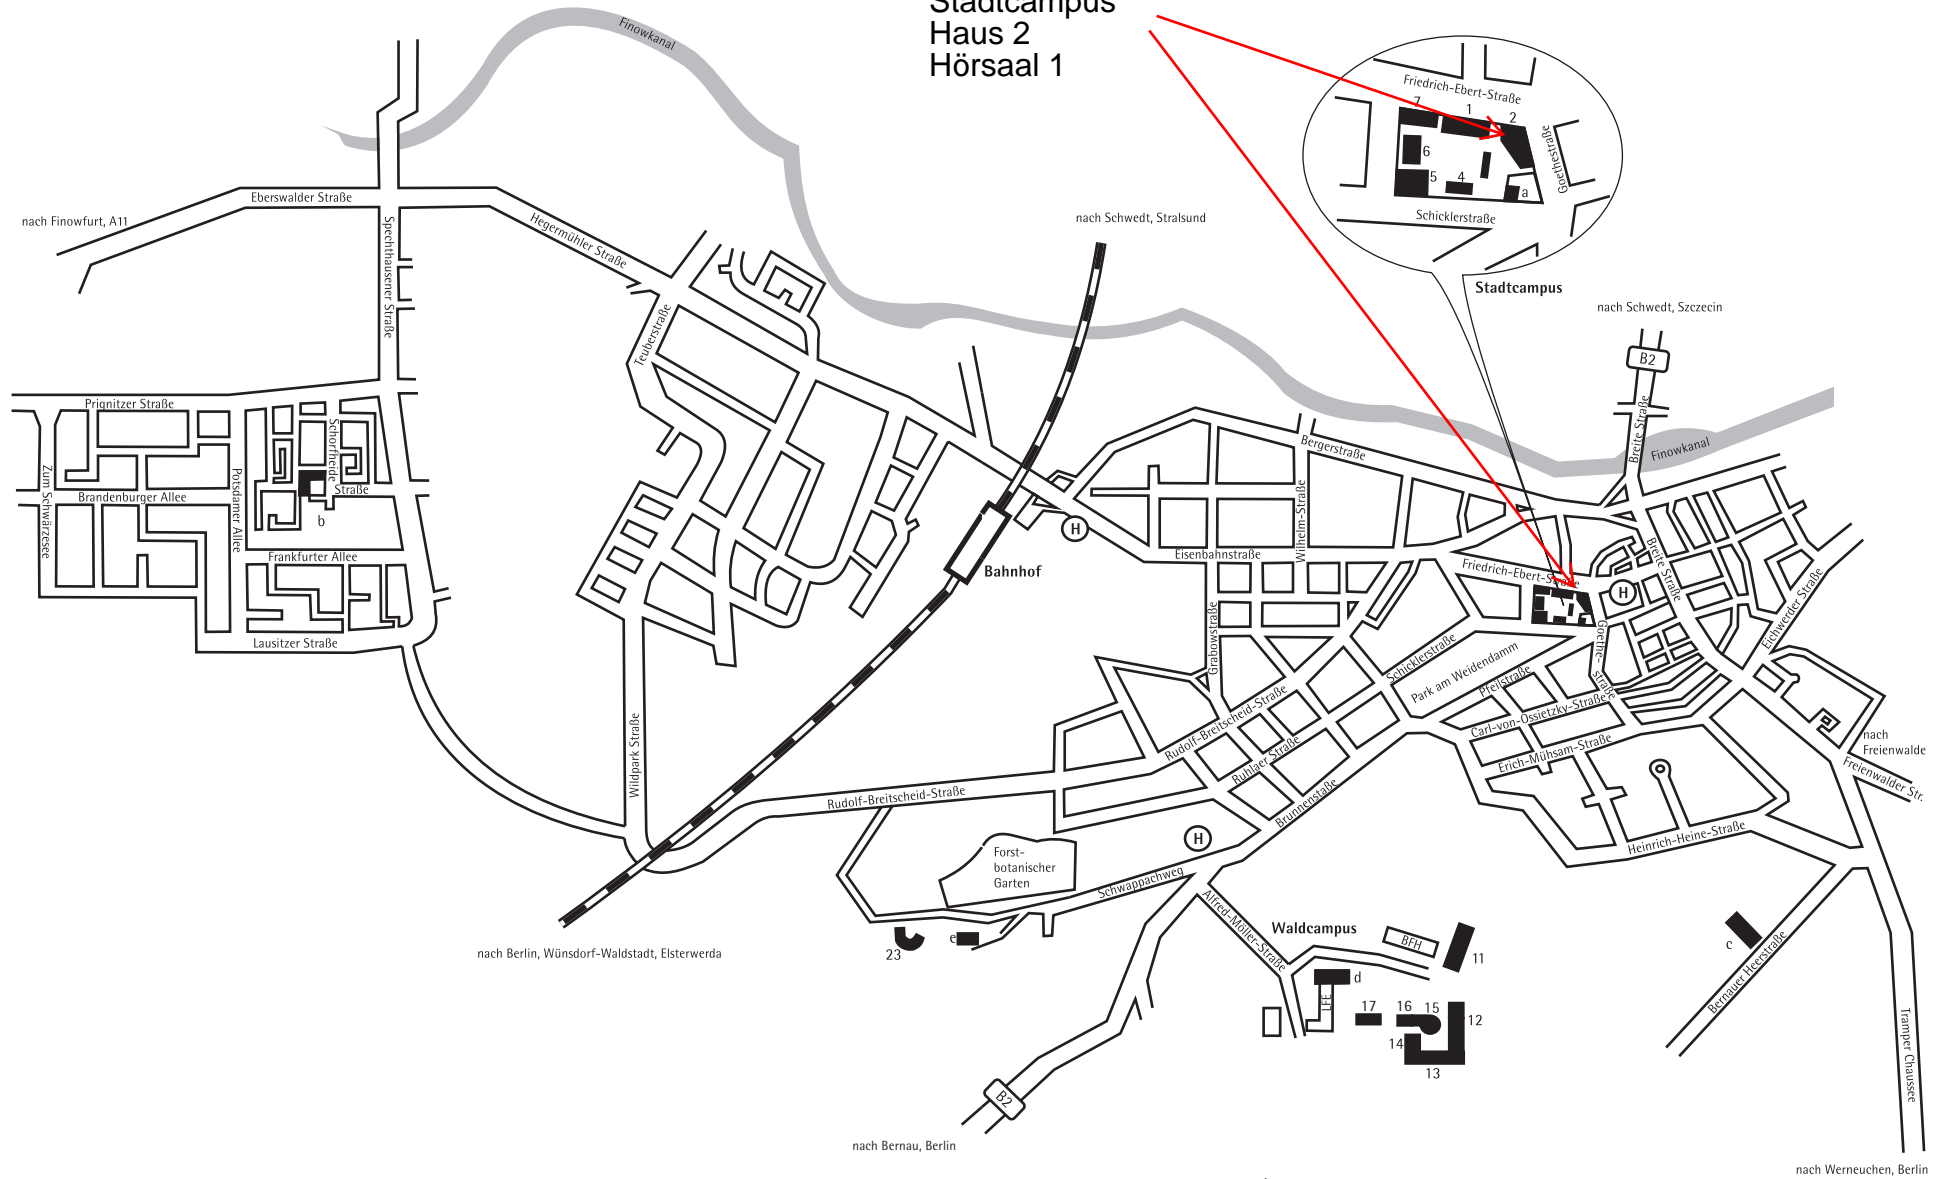 Stadtcampus
Haus 2
Hörsaal 1
Finowkanal
Friedrich-Ebert-Straße
7
1
2
Goethestraße
6
5
4
a
Schicklerstraße
Stadtcampus
Eberswalder Straße
nach Finowfurt, A11
Spechthausener Straße
Hegermühler Straße
nach Schwedt, Stralsund
Teuberstraße
nach Schwedt, Szczecin
B2
Breite Straße
Finowkanal
Prignitzer Straße
Schorfheide
Straße
Zum Schwärzesee
Brandenburger Allee
Potsdamer Allee
b
Frankfurter Allee
Lausitzer Straße
Bergerstraße
Wilhelm-Straße
H
Bahnhof
Eisenbahnstraße
Friedrich-Ebert-Straße
H
Breite Straße
Eichwerder Straße
Grabowstraße
Goethe-
straße
Schicklerstraße
Park am Weidendamm
Pfeilstraße
Carl-von-Ossietzky-Straße
Erich-Mühsam-Straße
Wildpark Straße
Rudolf-Breitscheid-Straße
Ruhlaer Straße
Rudolf-Breitscheid-Straße
Brunnenstaße
nach
Freienwalde
Freienwalder Str.
Heinrich-Heine-Straße
H
Forst-
botanischer
Garten
Schwappachweg
Alfred-Möller-Straße
Waldcampus
BFH
11
23
e
d
LFE
17
16
15
12
14
13
c
Bernauer Heerstraße
Tramper Chaussee
nach Berlin, Wünsdorf-Waldstadt, Elsterwerda
B2
nach Bernau, Berlin
nach Werneuchen, Berlin